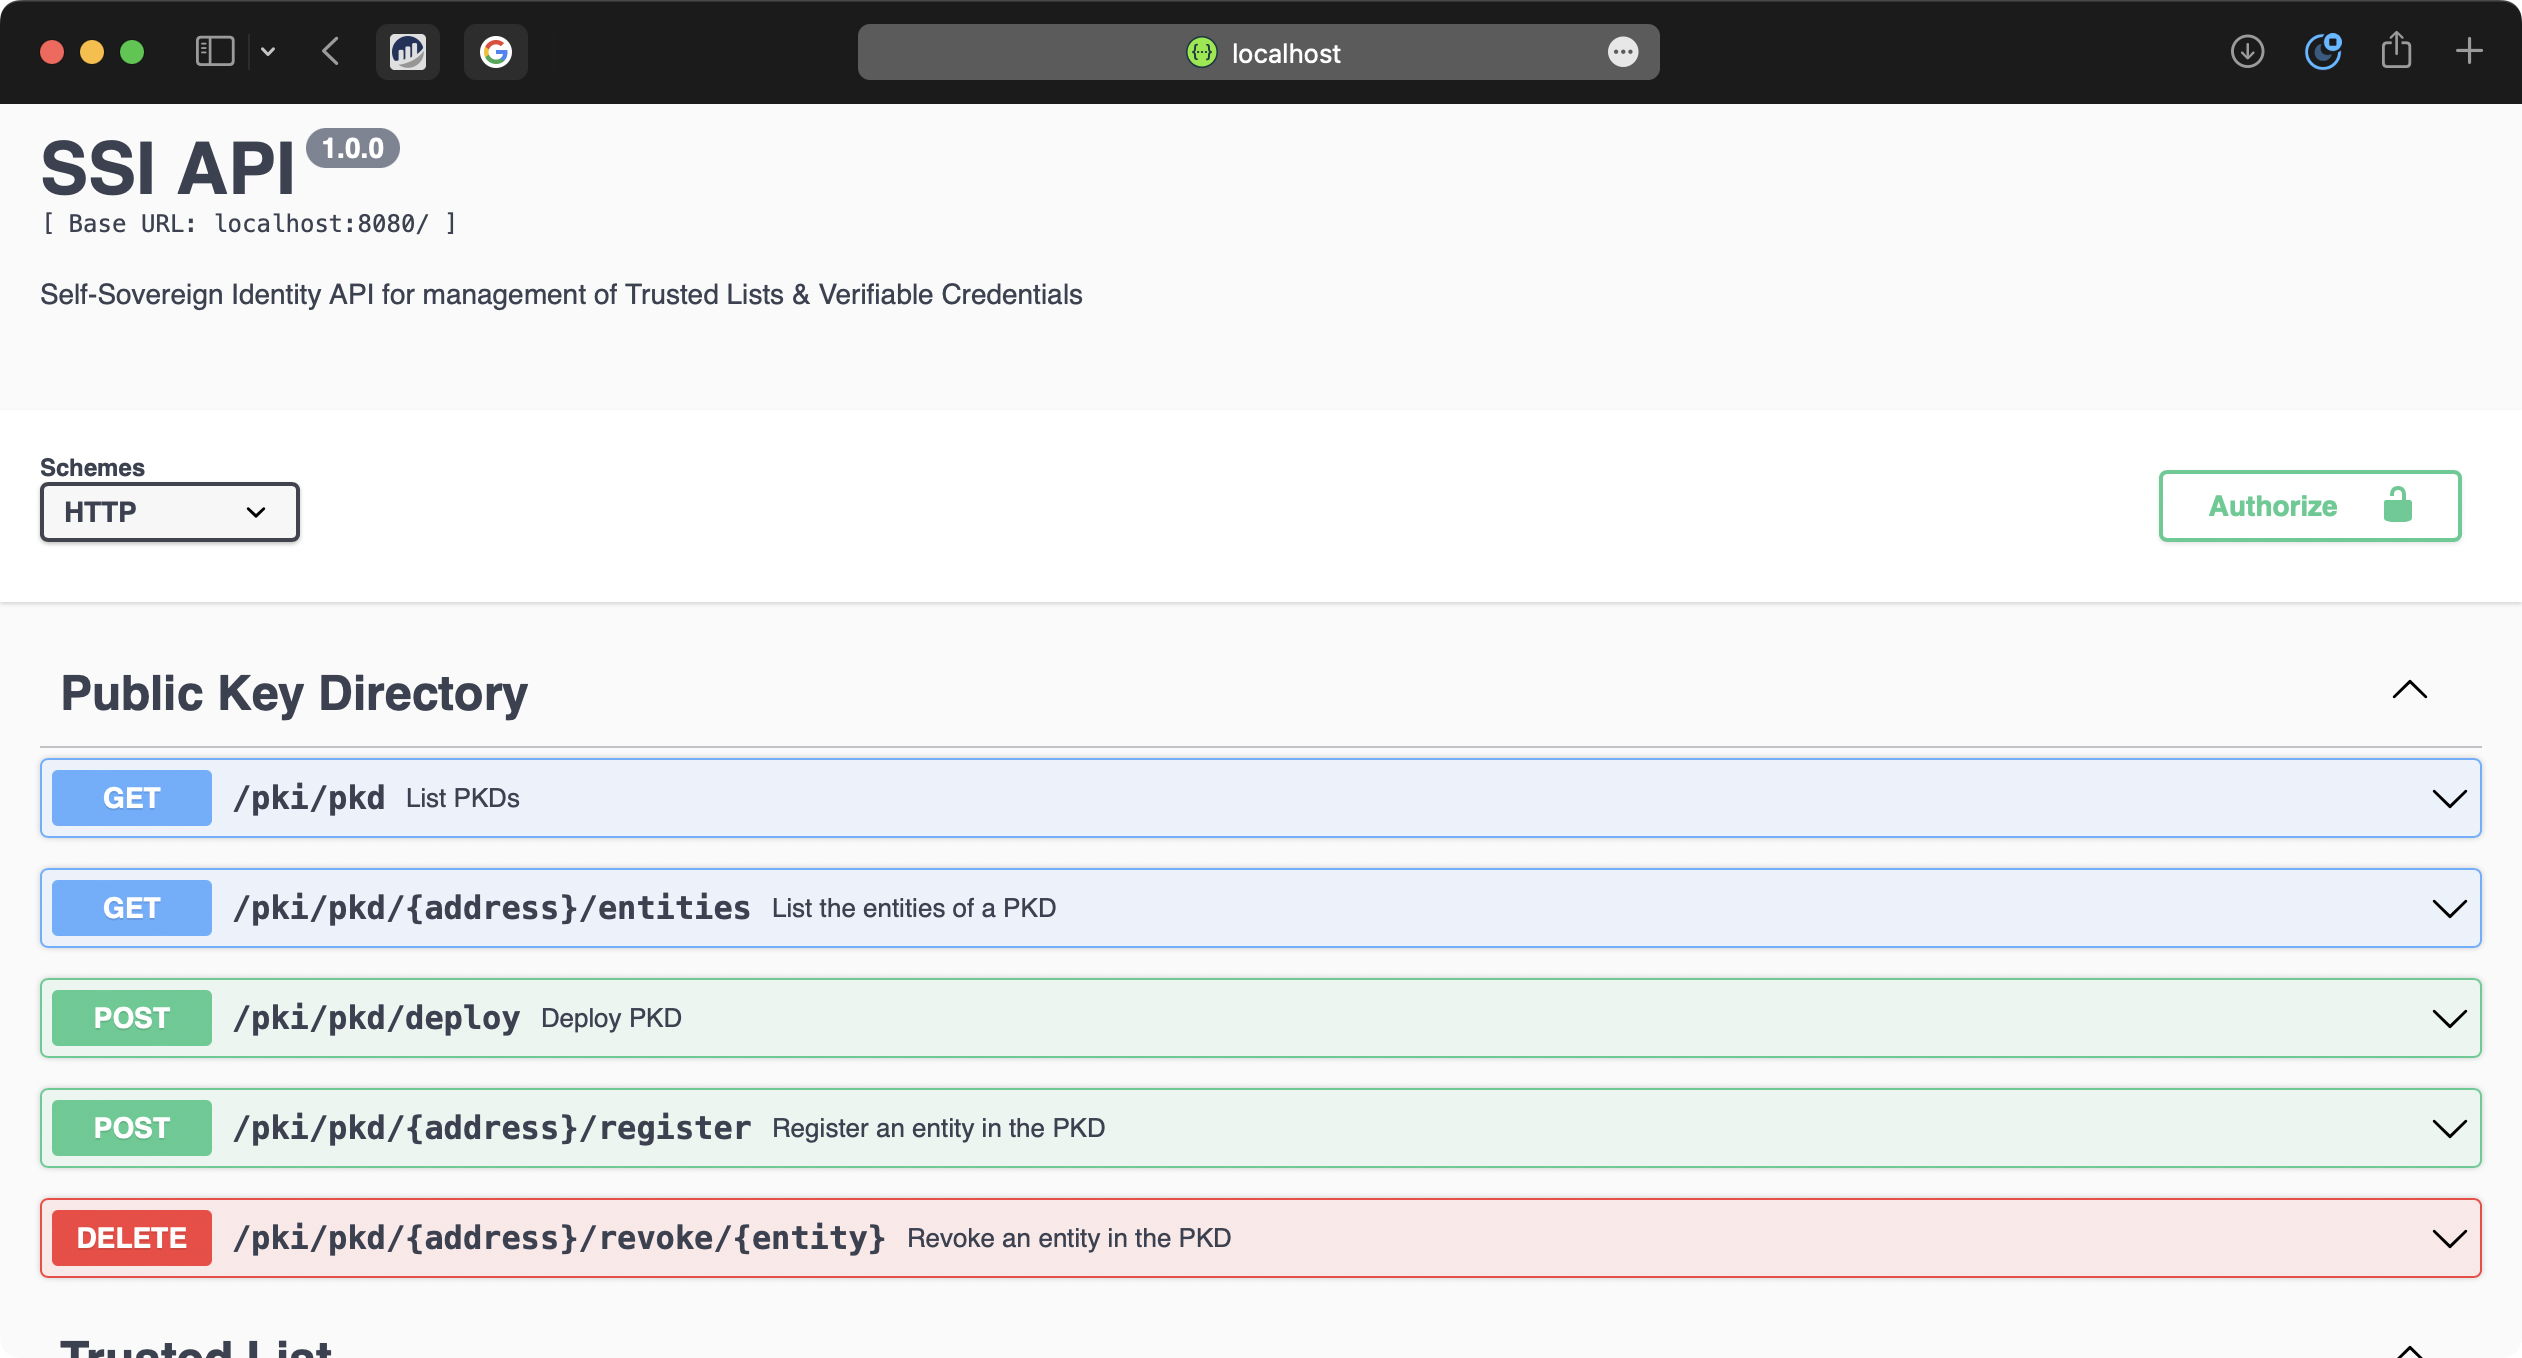 localhost
SSI API 1.0.0
[ Base URL: localhost:8080/ ]
Self-Sovereign Identity API for management of Trusted Lists & Verifiable Credentials
Schemes
HTTP
Authorize
Public Key Directory
GET /pki/pkd List PKDs
GET /pki/pkd/{address}/entities List the entities of a PKD
POST /pki/pkd/deploy Deploy PKD
POST /pki/pkd/{address}/register Register an entity in the PKD
DELETE /pki/pkd/{address}/revoke/{entity} Revoke an entity in the PKD
Trusted List